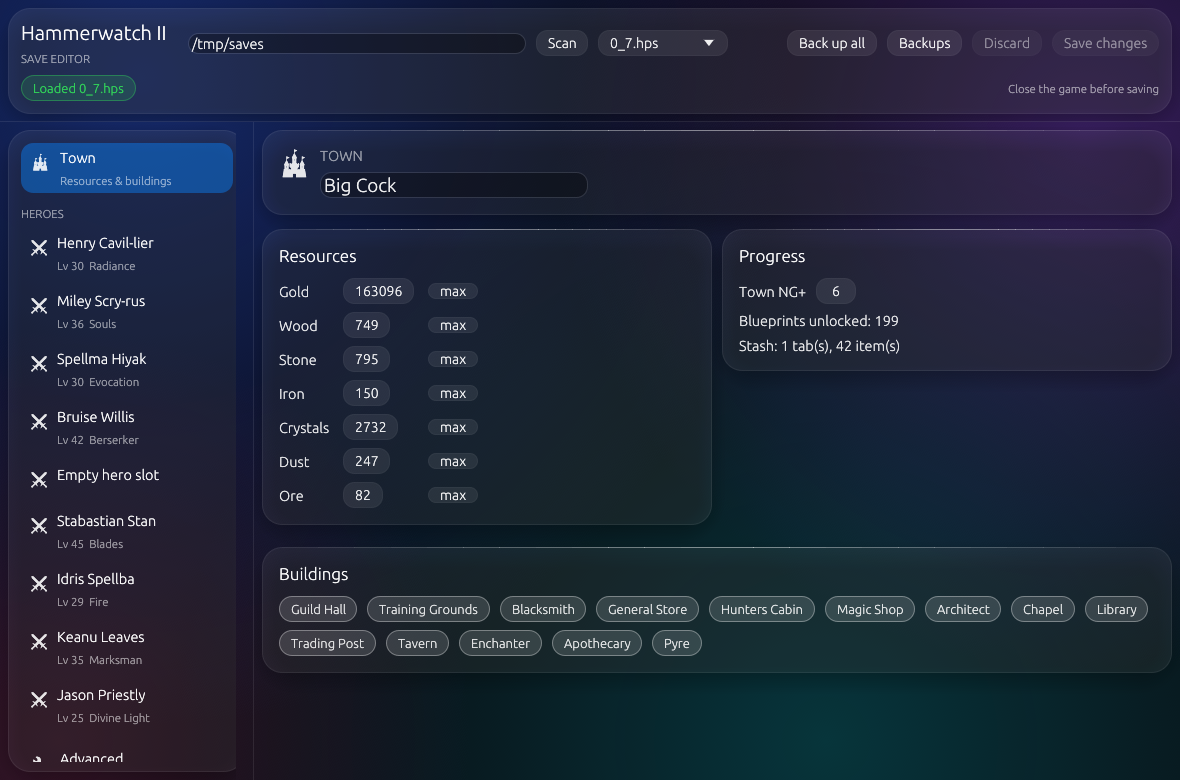 Hammerwatch II
SAVE EDITOR
/tmp/saves
Scan
0_7.hps
Back up all
Backups
Discard
Save changes
Loaded 0_7.hps
Close the game before saving
Town
Resources & buildings
HEROES
Henry Cavil-lier
Lv 30 Radiance
Miley Scry-rus
Lv 36 Souls
Spellma Hiyak
Lv 30 Evocation
Bruise Willis
Lv 42 Berserker
Empty hero slot
Stabastian Stan
Lv 45 Blades
Idris Spellba
Lv 29 Fire
Keanu Leaves
Lv 35 Marksman
Jason Priestly
Lv 25 Divine Light
Advanced
TOWN
Big Cock
Resources
Gold 163096 max
Wood 749 max
Stone 795 max
Iron 150 max
Crystals 2732 max
Dust 247 max
Ore 82 max
Progress
Town NG+ 6
Blueprints unlocked: 199
Stash: 1 tab(s), 42 item(s)
Buildings
Guild Hall Training Grounds Blacksmith General Store Hunters Cabin Magic Shop Architect Chapel Library
Trading Post Tavern Enchanter Apothecary Pyre